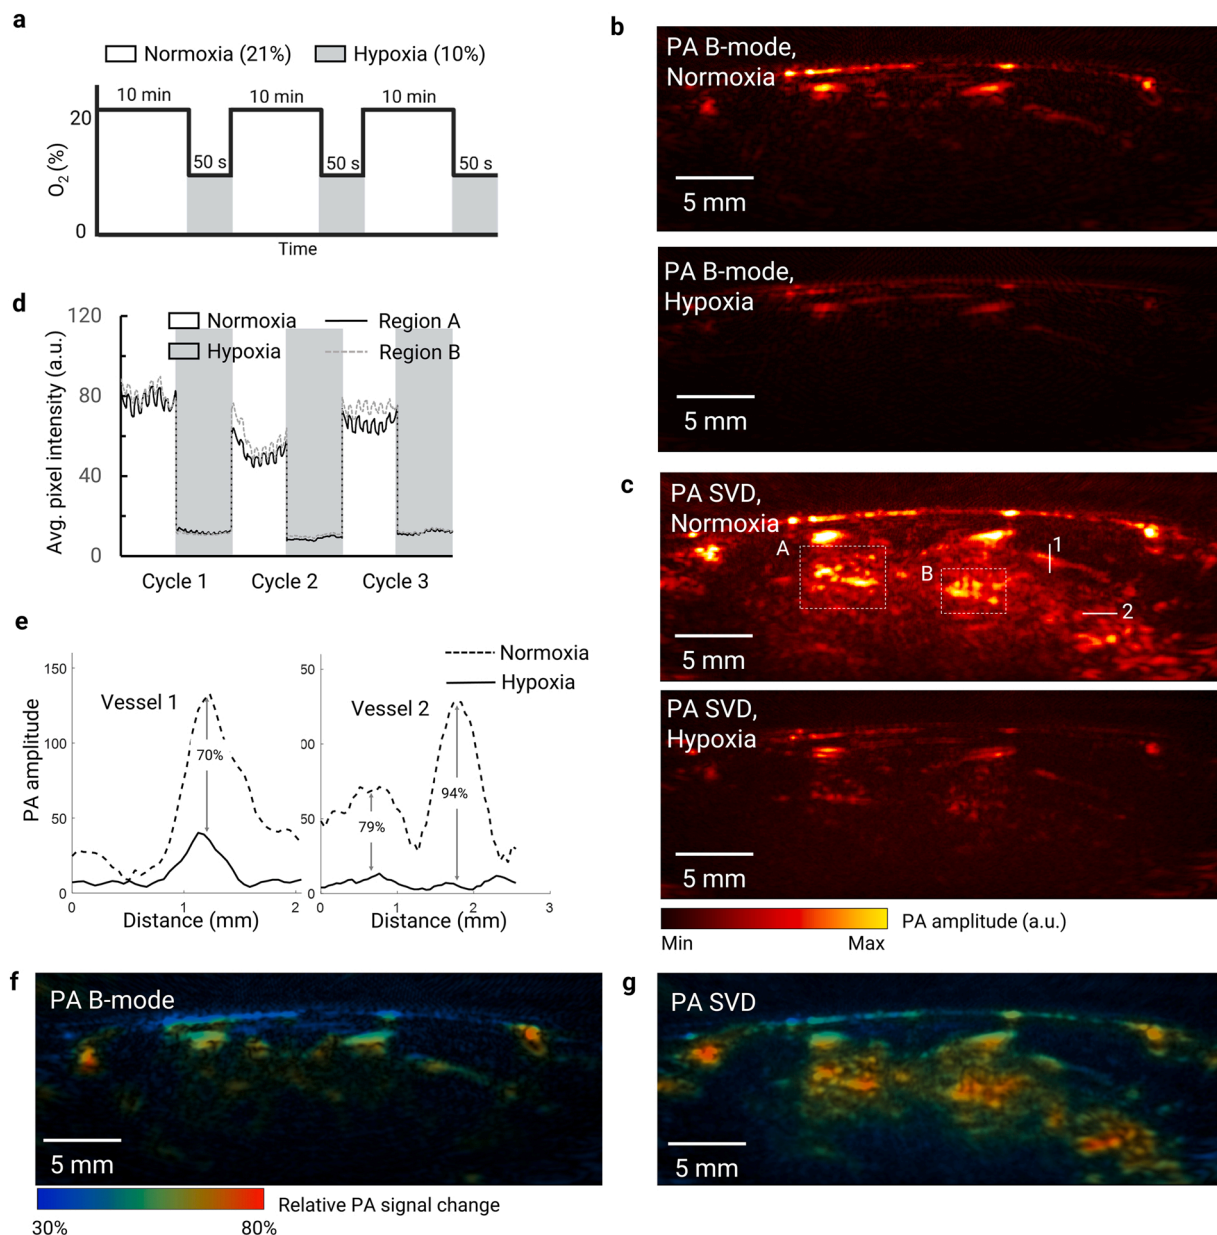 a
Normoxia (21%)
Hypoxia (10%)
10 min
10 min
10 min
20
50 s
50 s
50 s
O2 (%)
0
Time
b
PA B-mode,
Normoxia
5 mm
PA B-mode,
Hypoxia
5 mm
c
PA SVD,
Normoxia
A
B
1
2
5 mm
PA SVD,
Hypoxia
5 mm
PA amplitude (a.u.)
Min
Max
d
120
Normoxia
Region A
Hypoxia
Region B
80
40
0
Avg. pixel intensity (a.u.)
Cycle 1
Cycle 2
Cycle 3
e
Normoxia
Hypoxia
150
100
50
0
PA amplitude
Vessel 1
70%
0
1
2
Distance (mm)
50
00
50
0
Vessel 2
79%
94%
0
1
2
3
Distance (mm)
f
PA B-mode
5 mm
Relative PA signal change
30%
80%
g
PA SVD
5 mm